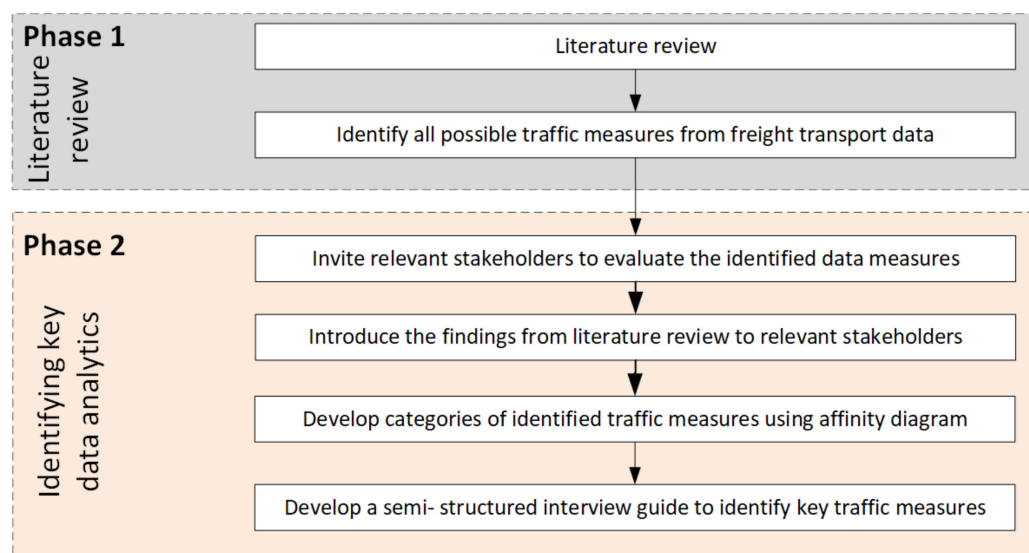 Phase 1
Literature
review
Literature review
Identify all possible traffic measures from freight transport data
Phase 2
Identifying key
data analytics
Invite relevant stakeholders to evaluate the identified data measures
Introduce the findings from literature review to relevant stakeholders
Develop categories of identified traffic measures using affinity diagram
Develop a semi- structured interview guide to identify key traffic measures